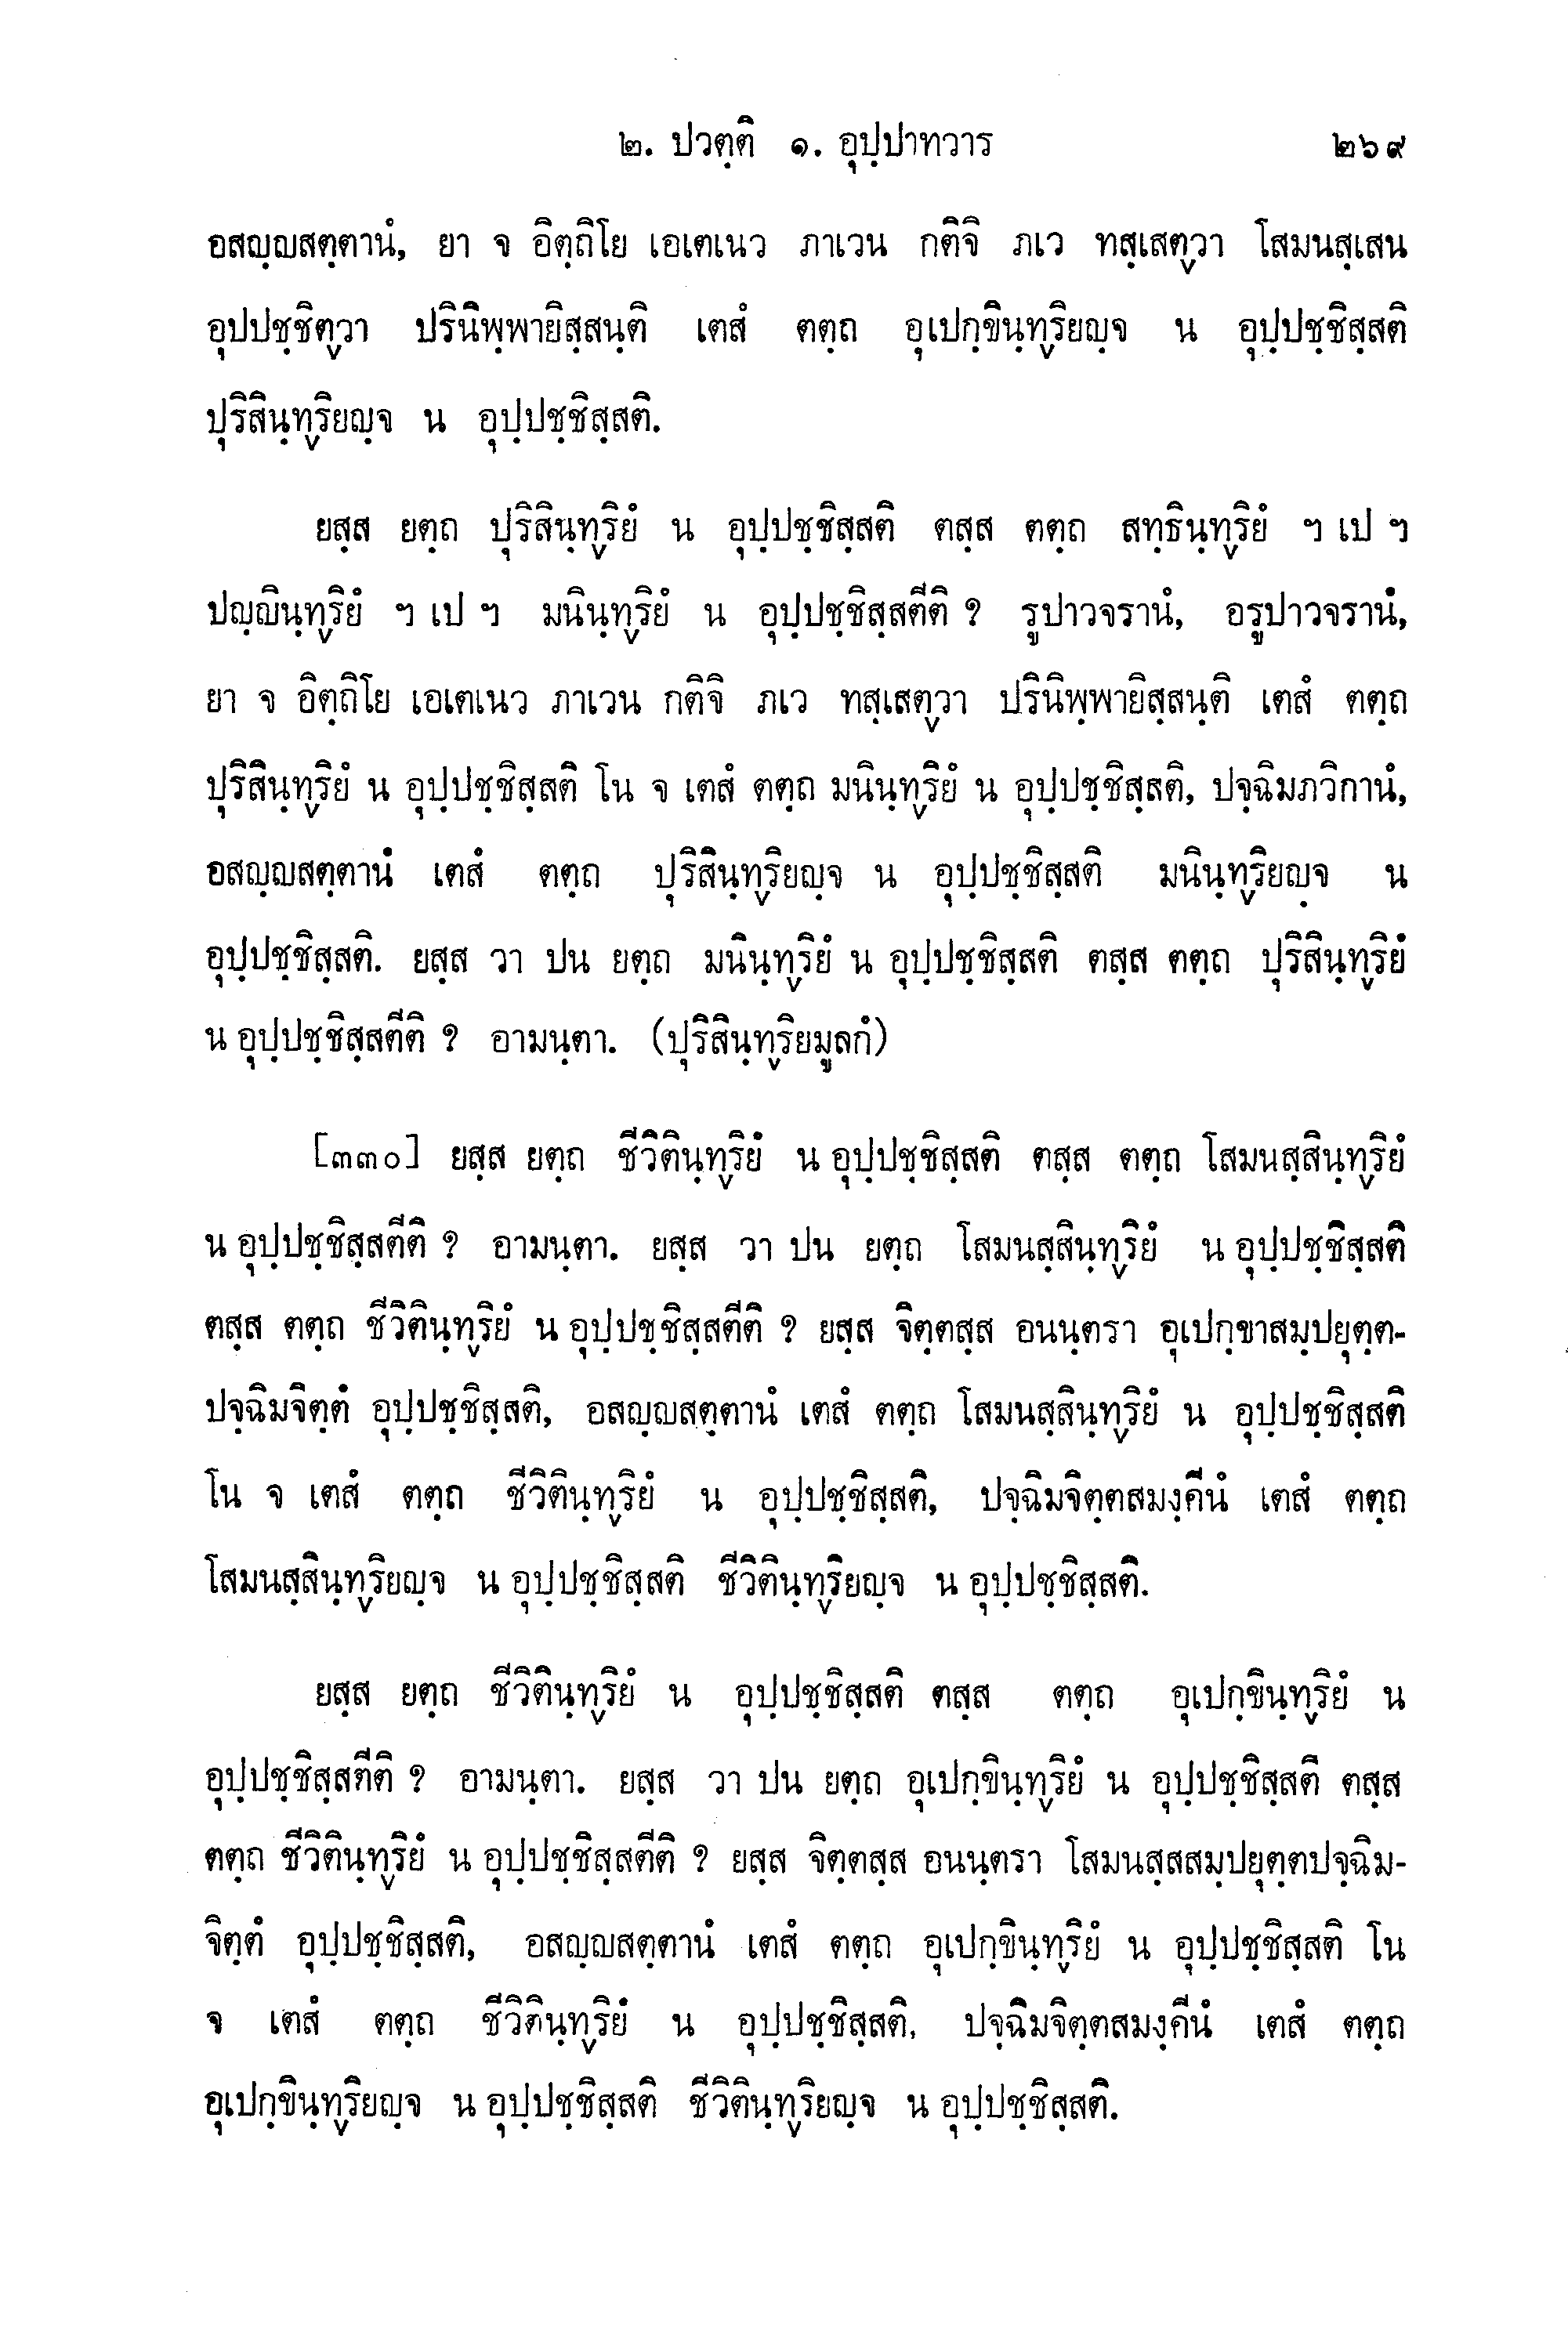 ๒. ปวตฺติ ๑. อุปฺปาทวาร ๒๖๙
อสญฺญสตฺตานํ, ยา จ อิตฺถิโย เอเตเนว ภาเวน กติจิ ภเว ทสฺเสตฺวา โสมนสฺเสน
อุปปชฺชิตฺวา ปรินิพฺพายิสฺสนฺติ เตสํ ตตฺถ อุเปกฺขินฺทฺริยญฺจ น อุปฺปชฺชิสฺสติ
ปุริสินฺทฺริยญฺจ น อุปฺปชฺชิสฺสติ.
ยสฺส ยตฺถ ปุริสินฺทฺริยํ น อุปฺปชฺชิสฺสติ ตสฺส ตตฺถ สทฺธินฺทฺริยํ ฯ เป ฯ
ปญฺญินฺทฺริยํ ฯ เป ฯ มนินฺทฺริยํ น อุปฺปชฺชิสฺสตีติ ? รูปาวจรานํ, อรูปาวจรานํ,
ยา จ อิตฺถิโย เอเตเนว ภาเวน กติจิ ภเว ทสฺเสตฺวา ปรินิพฺพายิสฺสนฺติ เตสํ ตตฺถ
ปุริสินฺทฺริยํ น อุปฺปชฺชิสฺสติ โน จ เตสํ ตตฺถ มนินฺทฺริยํ น อุปฺปชฺชิสฺสติ, ปจฺฉิมภวิกานํ,
อสญฺญสตฺตานํ เตสํ ตตฺถ ปุริสินฺทฺริยญฺจ น อุปฺปชฺชิสฺสติ มนินฺทฺริยญฺจ น
อุปฺปชฺชิสฺสติ. ยสฺส วา ปน ยตฺถ มนินฺทฺริยํ น อุปฺปชฺชิสฺสติ ตสฺส ตตฺถ ปุริสินฺทฺริยํ
น อุปฺปชฺชิสฺสตีติ ? อามนฺตา. (ปุริสินฺทฺริยมูลกํ)
[๓๓๐] ยสฺส ยตฺถ ชีวิตินฺทฺริยํ น อุปฺปชฺชิสฺสติ ตสฺส ตตฺถ โสมนสฺสินฺทฺริยํ
น อุปฺปชฺชิสฺสตีติ ? อามนฺตา. ยสฺส วา ปน ยตฺถ โสมนสฺสินฺทฺริยํ น อุปฺปชฺชิสฺสติ
ตสฺส ตตฺถ ชีวิตินฺทฺริยํ น อุปฺปชฺชิสฺสตีติ ? ยสฺส จิตฺตสฺส อนนฺตรา อุเปกฺขาสมฺปยุตฺต-
ปจฺฉิมจิตฺตํ อุปฺปชฺชิสฺสติ, อสญฺญสตฺตานํ เตสํ ตตฺถ โสมนสฺสินฺทฺริยํ น อุปฺปชฺชิสฺสติ
โน จ เตสํ ตตฺถ ชีวิตินฺทฺริยํ น อุปฺปชฺชิสฺสติ, ปจฺฉิมจิตฺตสมงฺคีนํ เตสํ ตตฺถ
โสมนสฺสินฺทฺริยญฺจ น อุปฺปชฺชิสฺสติ ชีวิตินฺทฺริยญฺจ น อุปฺปชฺชิสฺสติ.
ยสฺส ยตฺถ ชีวิตินฺทฺริยํ น อุปฺปชฺชิสฺสติ ตสฺส ตตฺถ อุเปกฺขินฺทฺริยํ น
อุปฺปชฺชิสฺสตีติ ? อามนฺตา. ยสฺส วา ปน ยตฺถ อุเปกฺขินฺทฺริยํ น อุปฺปชฺชิสฺสติ ตสฺส
ตตฺถ ชีวิตินฺทฺริยํ น อุปฺปชฺชิสฺสตีติ ? ยสฺส จิตฺตสฺส อนนฺตรา โสมนสฺสสมฺปยุตฺตปจฺฉิม-
จิตฺตํ อุปฺปชฺชิสฺสติ, อสญฺญสตฺตานํ เตสํ ตตฺถ อุเปกฺขินฺทฺริยํ น อุปฺปชฺชิสฺสติ โน
จ เตสํ ตตฺถ ชีวิตินฺทฺริยํ น อุปฺปชฺชิสฺสติ, ปจฺฉิมจิตฺตสมงฺคีนํ เตสํ ตตฺถ
อุเปกฺขินฺทฺริยญฺจ น อุปฺปชฺชิสฺสติ ชีวิตินฺทฺริยญฺจ น อุปฺปชฺชิสฺสติ.